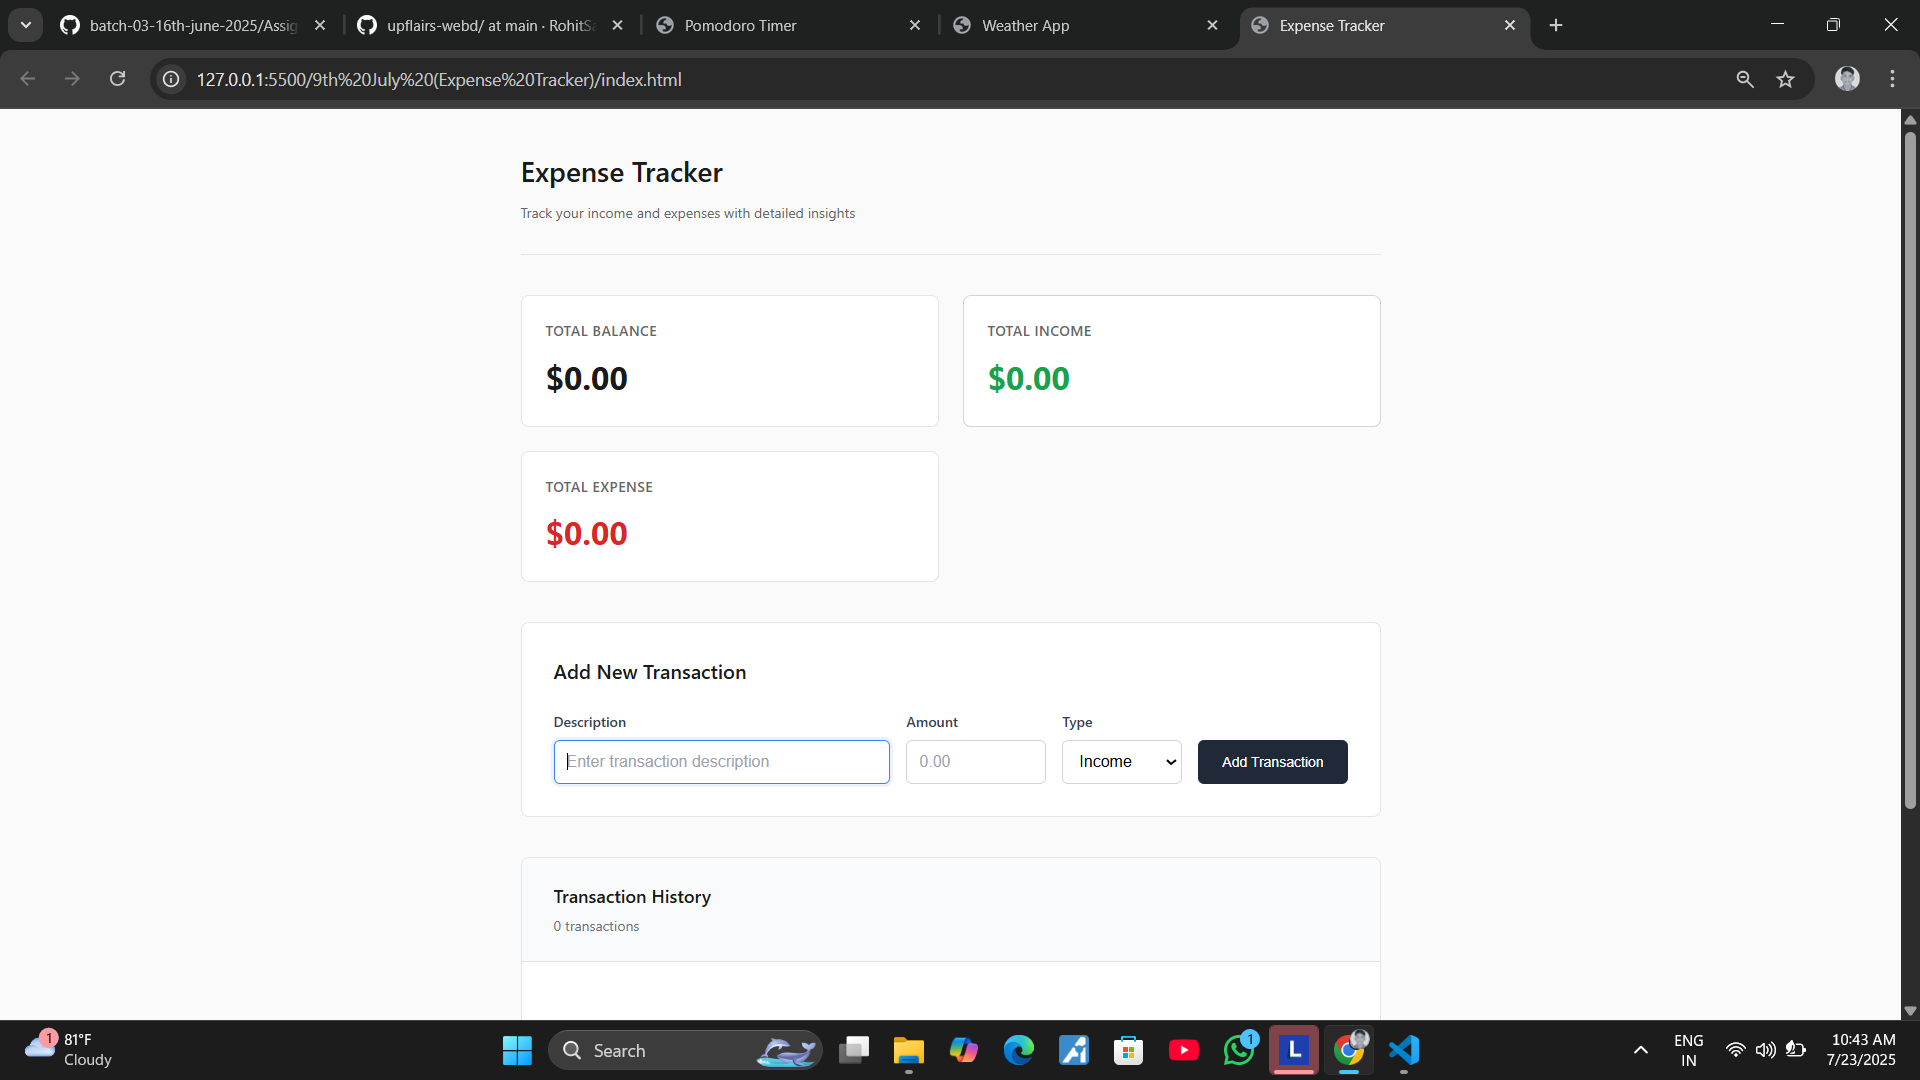 batch-03-16th-june-2025/Assig
upflairs-webd/ at main · RohitSa
Pomodoro Timer
Weather App
Expense Tracker
127.0.0.1:5500/9th%20July%20(Expense%20Tracker)/index.html
Expense Tracker
Track your income and expenses with detailed insights
TOTAL BALANCE
$0.00
TOTAL INCOME
$0.00
TOTAL EXPENSE
$0.00
Add New Transaction
Description
Amount
Type
Enter transaction description
0.00
Income
Add Transaction
Transaction History
0 transactions
1
81°F
Cloudy
Search
1
L
ENG
IN
10:43 AM
7/23/2025